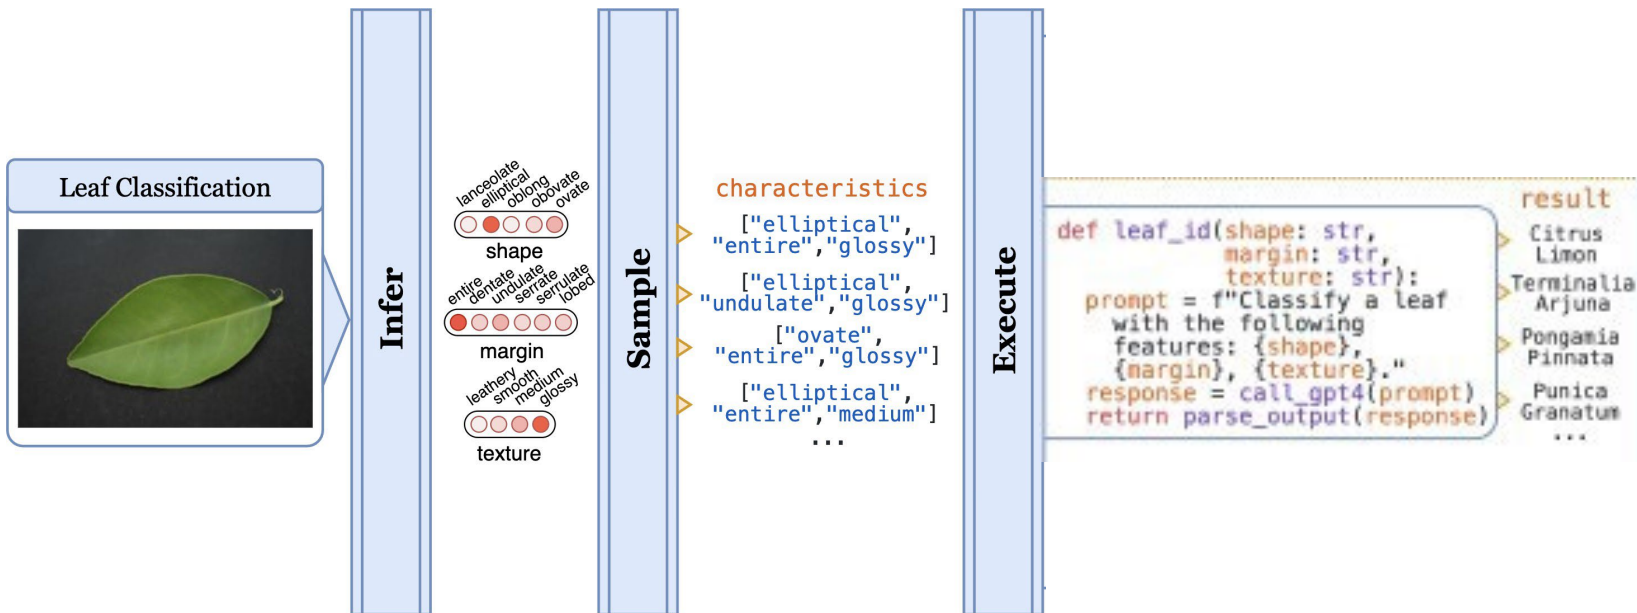 Leaf Classification
Infer
lanceolate
elliptical
oblong
obovate
ovate
shape
entire
dentate
undulate
serrate
serrulate
lobed
margin
leathery
smooth
medium
glossy
texture
Sample
characteristics
["elliptical",
"entire","glossy"]
["elliptical",
"undulate","glossy"]
["ovate",
"entire","glossy"]
["elliptical",
"entire","medium"]
...
Execute
def leaf_id(shape: str,
margin: str,
texture: str):
prompt = f"Classify a leaf
with the following
features: {shape},
{margin}, {texture}."
response = call_gpt4(prompt)
return parse_output(response)
result
Citrus
Limon
Terminalia
Arjuna
Pongamia
Pinnata
Punica
Granatum
...